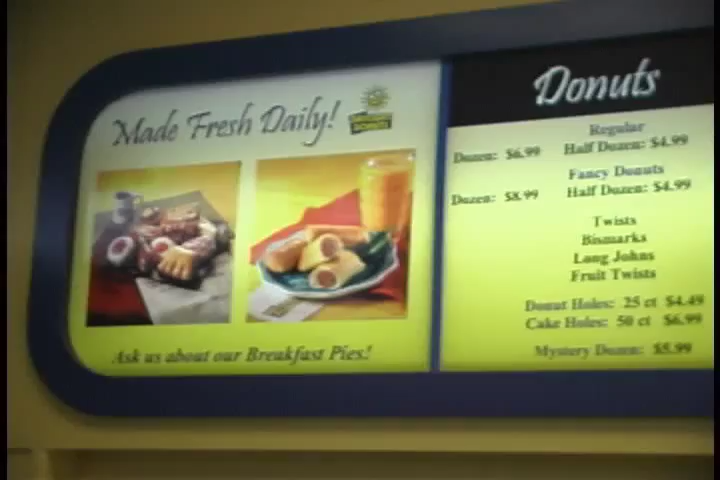 Made Fresh Daily!
DONUTS
Ask us about our Breakfast Pies!
Donuts
Regular
Dozen: $6.99 Half Dozen: $4.99
Fancy Donuts
Dozen: $8.99 Half Dozen: $4.99
Twists
Bismarks
Long Johns
Fruit Twists
Donut Holes: 25 ct $4.49
Cake Holes: 50 ct $6.99
Mystery Dozen: $5.99